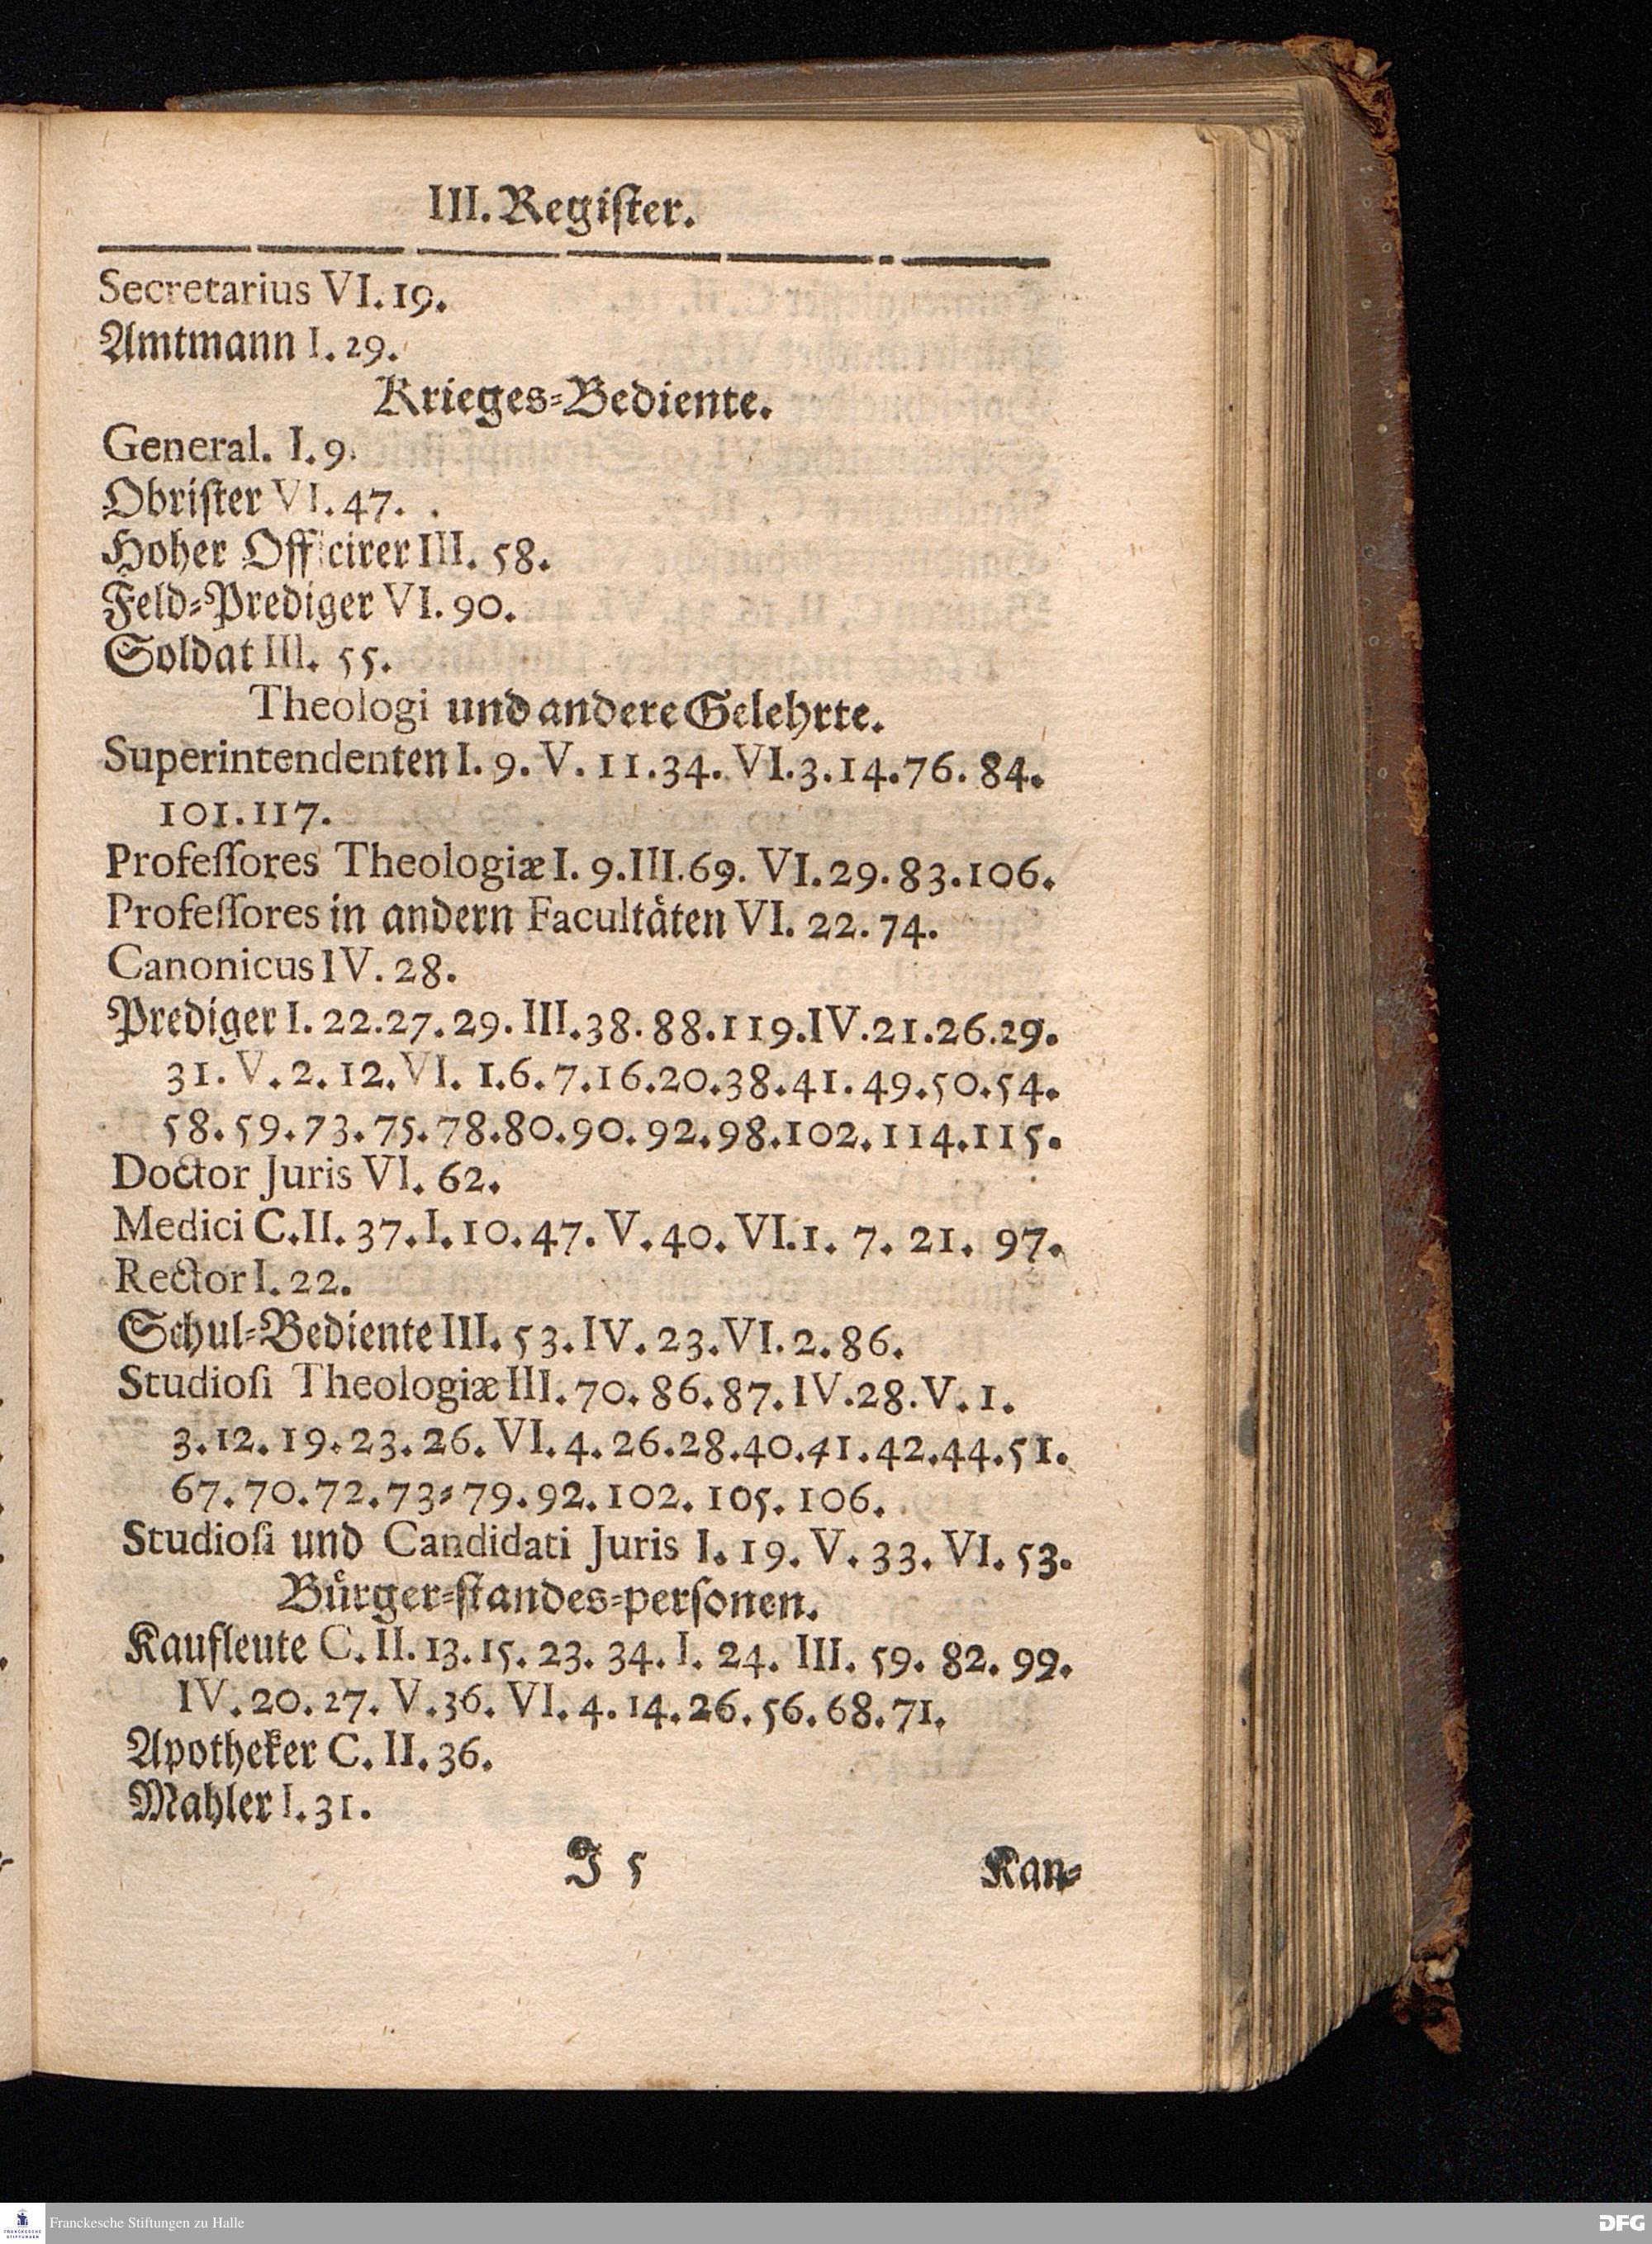 III. Regiſter.
Secretarius VI. 19.
Amtmann I. 29.
Krieges-Bediente.
General. I. 9.
Obriſter VI. 47.
Hoher Officirer III. 58.
Feld-Prediger VI. 90.
Soldat III. 55.
Theologi und andere Gelehrte.
Superintendenten I. 9. V. 11. 34. VI. 3. 14. 76. 84.
101. 117.
Profeſſores Theologiæ I. 9. III. 69. VI. 29. 83. 106.
Profeſſores in andern Facultäten VI. 22. 74.
Canonicus IV. 28.
Prediger I. 22. 27. 29. III. 38. 88. 119. IV. 21. 26. 29.
31. V. 2. 12. VI. 1. 6. 7. 16. 20. 38. 41. 49. 50. 54.
58. 59. 73. 75. 78. 80. 90. 92. 98. 102. 114. 115.
Doctor Juris VI. 62.
Medici C. II. 37. I. 10. 47. V. 40. VI. 1. 7. 21. 97.
Rector I. 22.
Schul-Bediente III. 53. IV. 23. VI. 2. 86.
Studioſi Theologiæ III. 70. 86. 87. IV. 28. V. 1.
3. 12. 19. 23. 26. VI. 4. 26. 28. 40. 41. 42. 44. 51.
67. 70. 72. 73-79. 92. 102. 105. 106.
Studioſi und Candidati Juris I. 19. V. 33. VI. 53.
Bürger-ſtandes-perſonen.
Kaufleute C. II. 13. 15. 23. 34. I. 24. III. 59. 82. 99.
IV. 20. 27. V. 36. VI. 4. 14. 26. 56. 68. 71.
Apotheker C. II. 36.
Mahler I. 31.
J 5 Kan-
Franckesche Stiftungen zu Halle
DFG